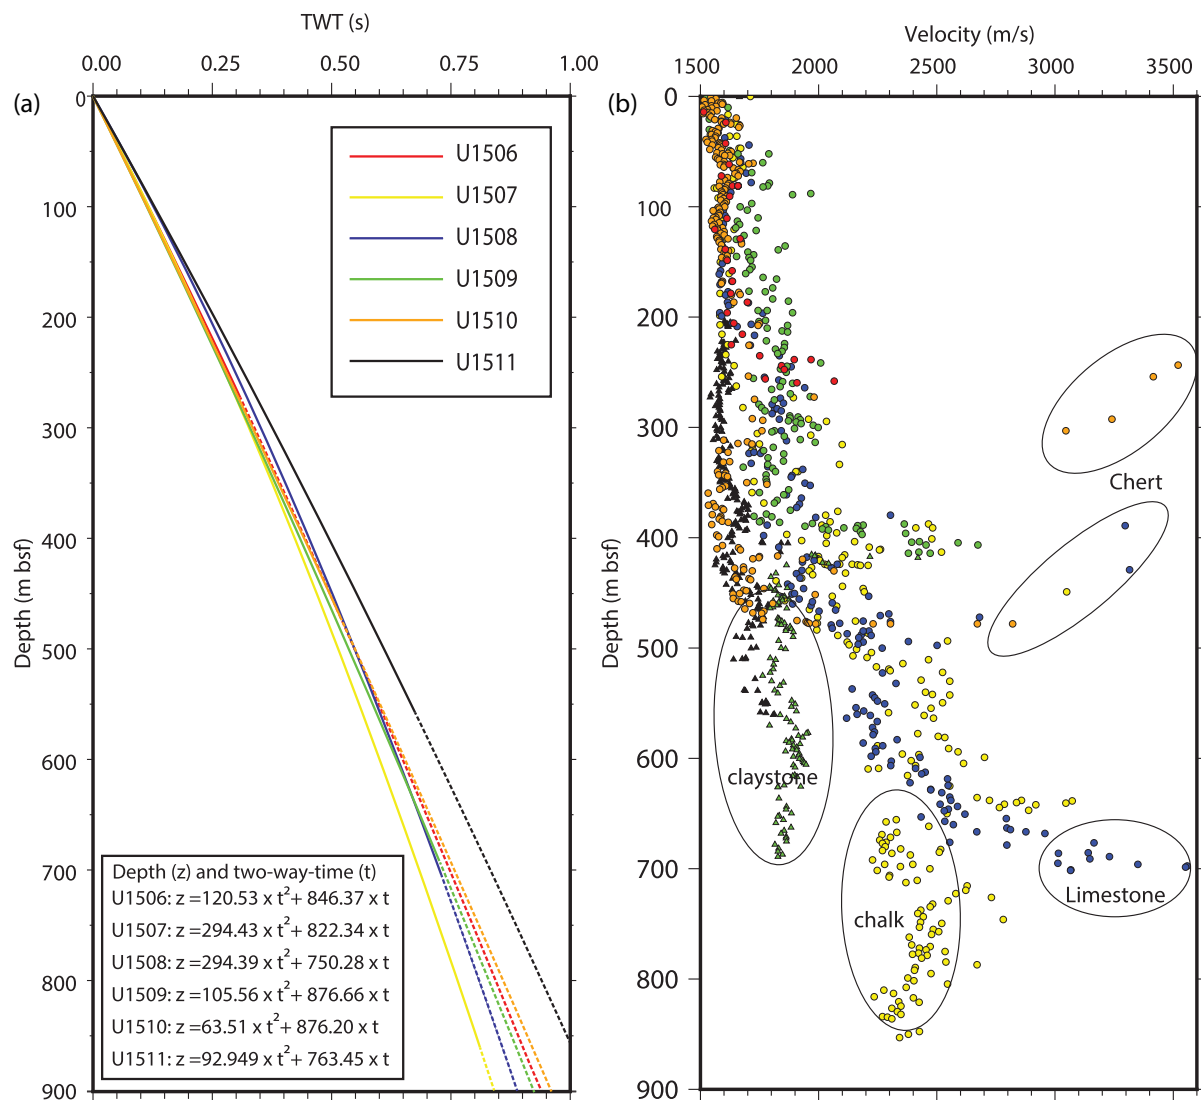 TWT (s)
0.00 0.25 0.50 0.75 1.00
(a)
0
100
200
300
400
500
600
700
800
900
Depth (m bsf)
U1506
U1507
U1508
U1509
U1510
U1511
Depth (z) and two-way-time (t)
U1506: z =120.53 x t²+ 846.37 x t
U1507: z =294.43 x t²+ 822.34 x t
U1508: z =294.39 x t²+ 750.28 x t
U1509: z =105.56 x t²+ 876.66 x t
U1510: z =63.51 x t²+ 876.20 x t
U1511: z =92.949 x t²+ 763.45 x t
Velocity (m/s)
1500 2000 2500 3000 3500
(b)
0
100
200
300
400
500
600
700
800
900
Depth (m bsf)
Chert
claystone
chalk
Limestone